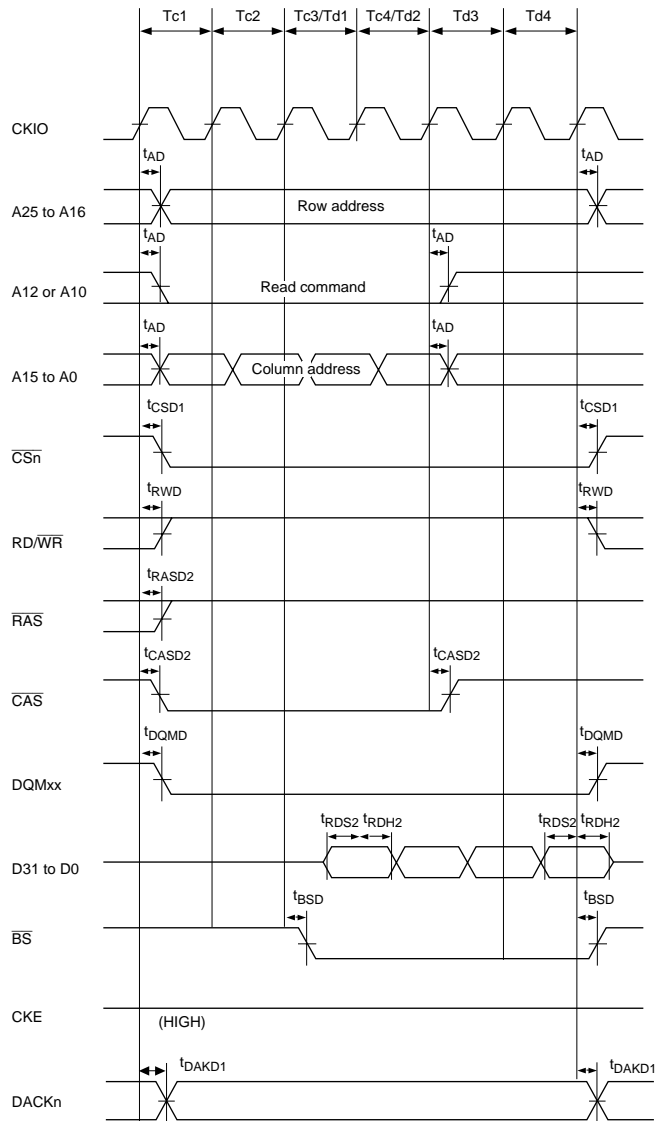 Tc1 Tc2 Tc3/Td1 Tc4/Td2 Td3 Td4
CKIO
tAD tAD
A25 to A16 Row address
tAD tAD
A12 or A10 Read command
tAD tAD
A15 to A0 Column address
tCSD1 tCSD1
CSn
tRWD tRWD
RD/WR
tRASD2
RAS
tCASD2 tCASD2
CAS
tDQMD tDQMD
DQMxx
tRDS2 tRDH2 tRDS2 tRDH2
D31 to D0
tBSD tBSD
BS
CKE
(HIGH)
tDAKD1 tDAKD1
DACKn